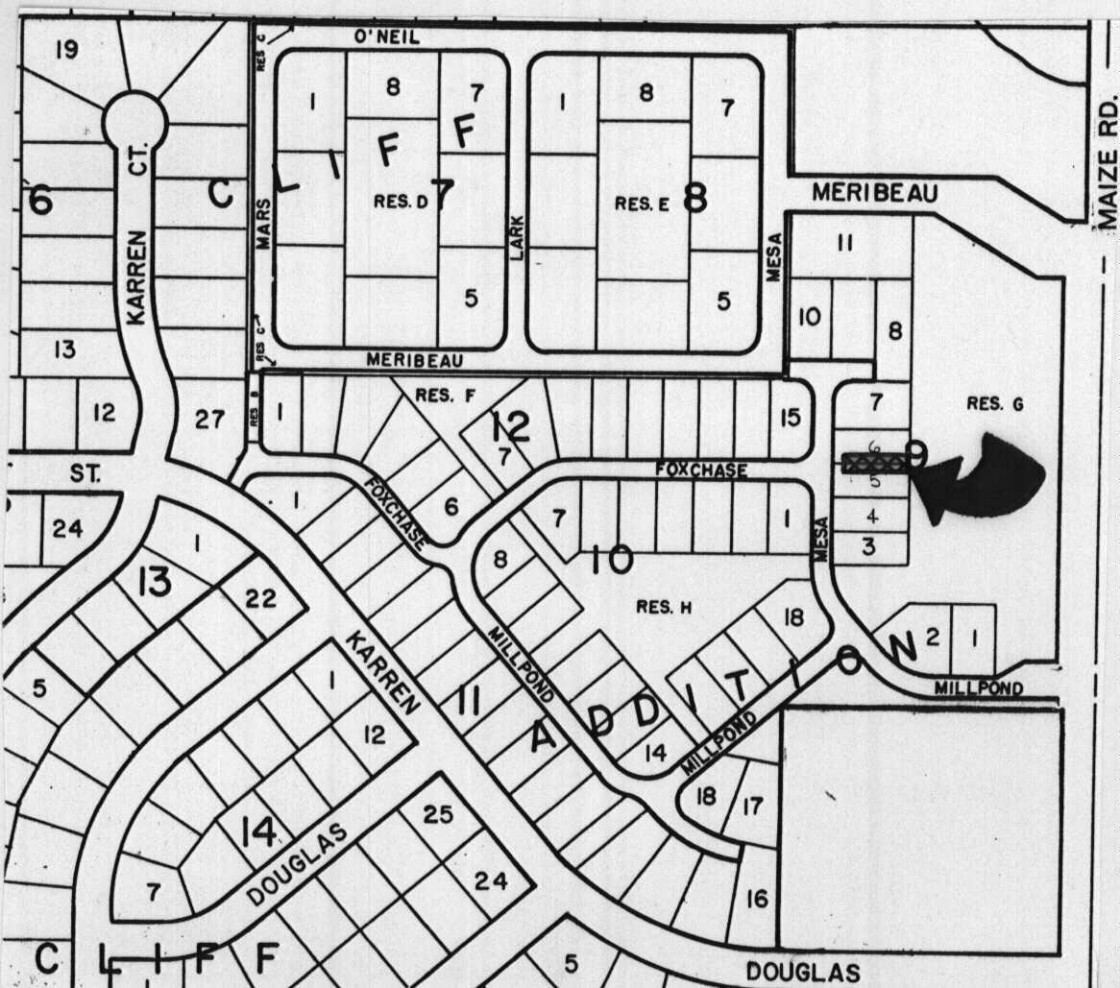 19
RES C
O'NEIL
MAIZE RD.
1
8
7
1
8
7
CT.
L I F F
6
C
MERIBEAU
RES. D
7
RES. E
8
MARS
LARK
MESA
11
KARREN
5
5
10
8
13
RES C
MERIBEAU
12
27
RES B
1
RES. F
12
7
15
7
RES. G
6
9
5
ST.
FOXCHASE
24
1
FOXCHASE
6
7
1
4
MESA
3
1
8
10
13
22
RES. H
18
N
2
1
KARREN
MILLPOND
O
5
1
11
A D D I T I
MILLPOND
12
14
MILLPOND
18
17
25
14
DOUGLAS
7
24
16
C L I F F
5
DOUGLAS